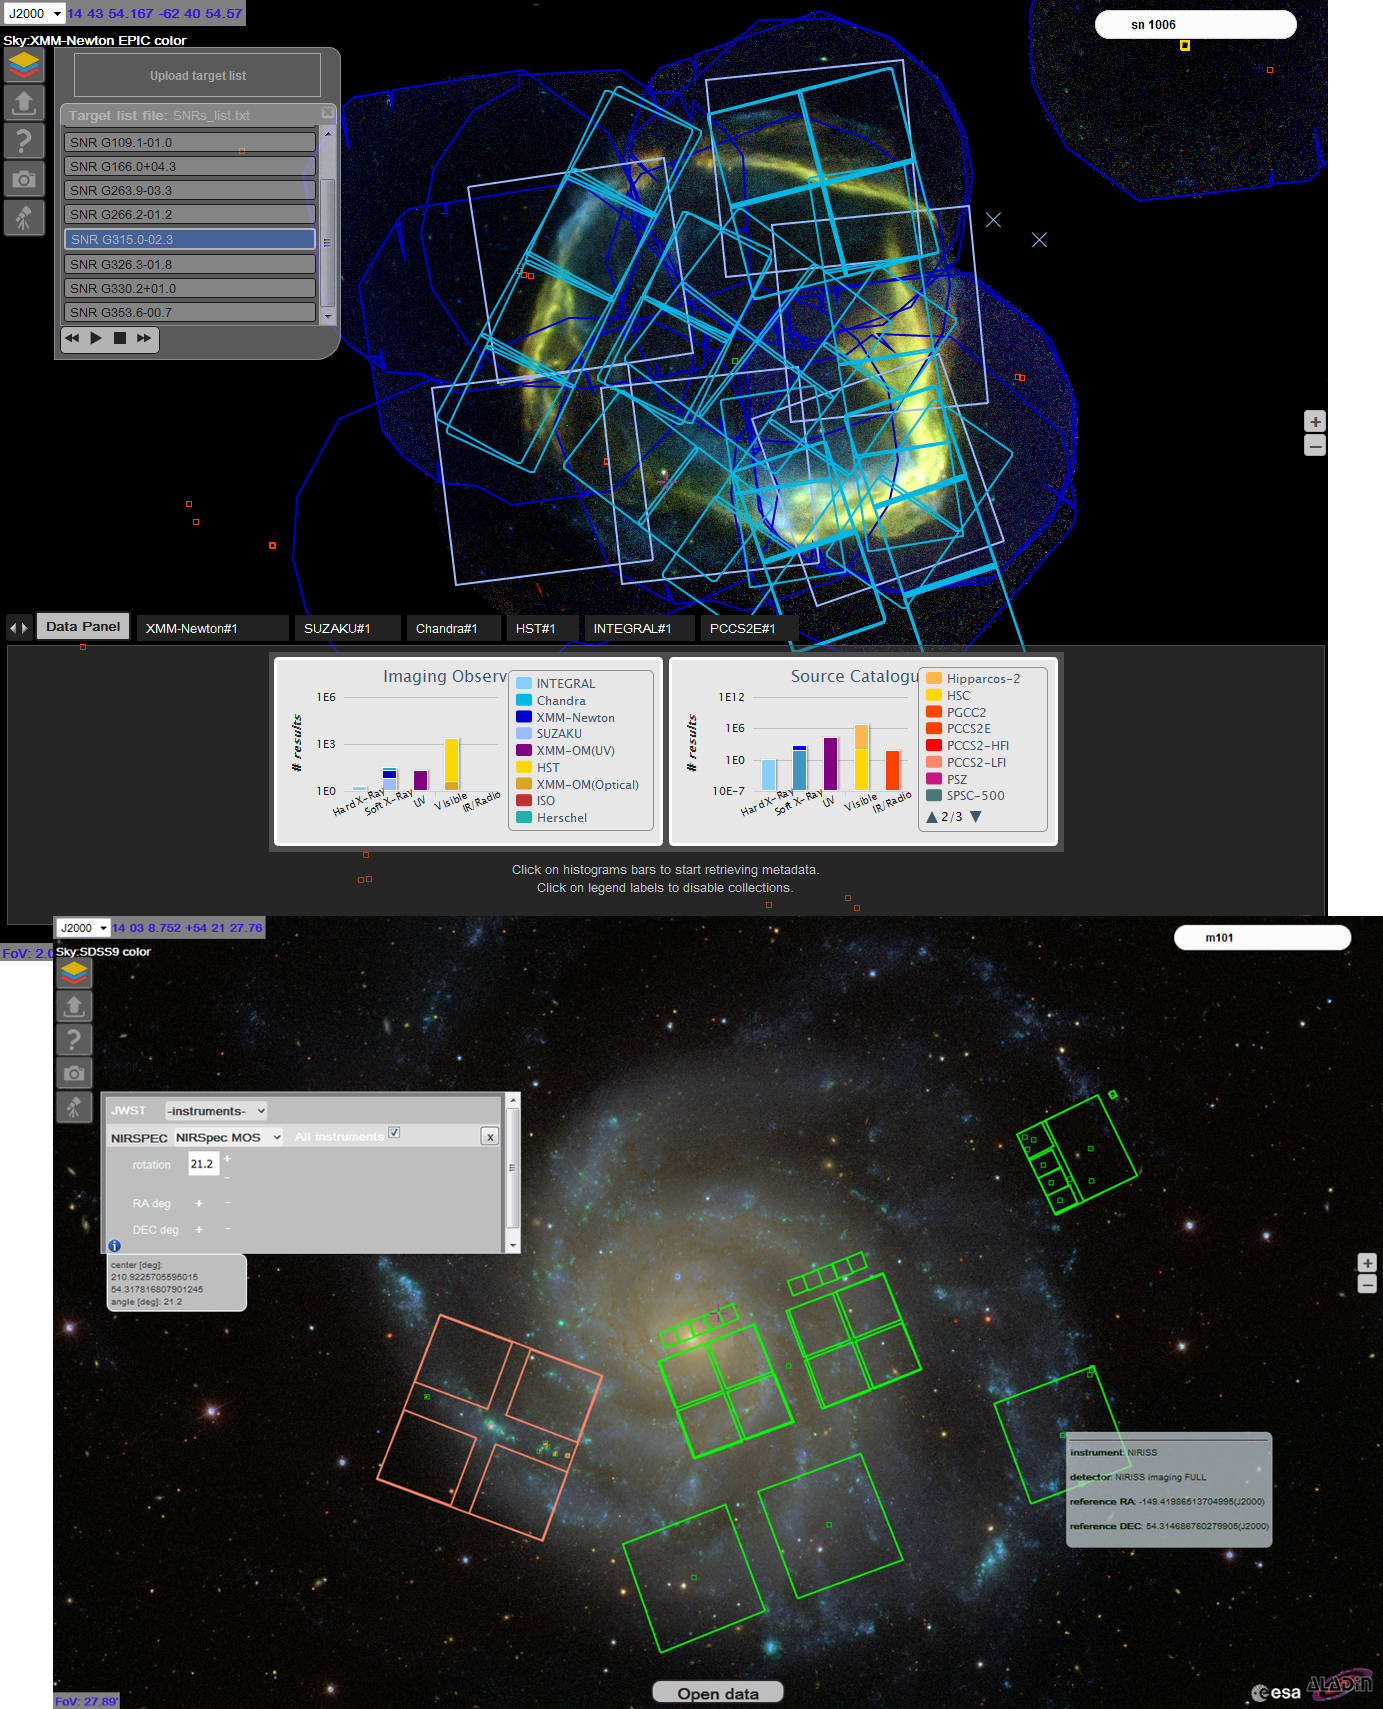 J2000 14 43 54.167 -62 40 54.57
sn 1006
Sky:XMM-Newton EPIC color
Upload target list
Target list file: SNRs_list.txt
SNR G109.1-01.0
SNR G166.0+04.3
SNR G263.9-03.3
SNR G266.2-01.2
SNR G315.0-02.3
SNR G326.3-01.8
SNR G330.2+01.0
SNR G353.6-00.7
Data Panel XMM-Newton#1 SUZAKU#1 Chandra#1 HST#1 INTEGRAL#1 PCCS2E#1
Imaging Observ
# results
1E6
1E3
1E0
Hard X-Ray Soft X-Ray UV Visible IR/Radio
INTEGRAL
Chandra
XMM-Newton
SUZAKU
XMM-OM(UV)
HST
XMM-OM(Optical)
ISO
Herschel
Source Catalogu
# results
1E12
1E6
1E0
10E-7
Hard X-Ray Soft X-Ray UV Visible IR/Radio
Hipparcos-2
HSC
PGCC2
PCCS2E
PCCS2-HFI
PCCS2-LFI
PSZ
SPSC-500
2/3
Click on histograms bars to start retrieving metadata.
Click on legend labels to disable collections.
FoV: 2.0
J2000 14 03 8.752 +54 21 27.76
m101
Sky:SDSS9 color
JWST -instruments-
NIRSPEC NIRSpec MOS All instruments x
rotation 21.2 + -
RA deg + -
DEC deg + -
center [deg]:
210.9225705595015
54.317816807901245
angle [deg]: 21.2
instrument: NIRISS
detector: NIRISS imaging FULL
reference RA: -149.41986513704995(J2000)
reference DEC: 54.314686760279905(J2000)
Open data
FoV: 27.89'
esa ALADIN